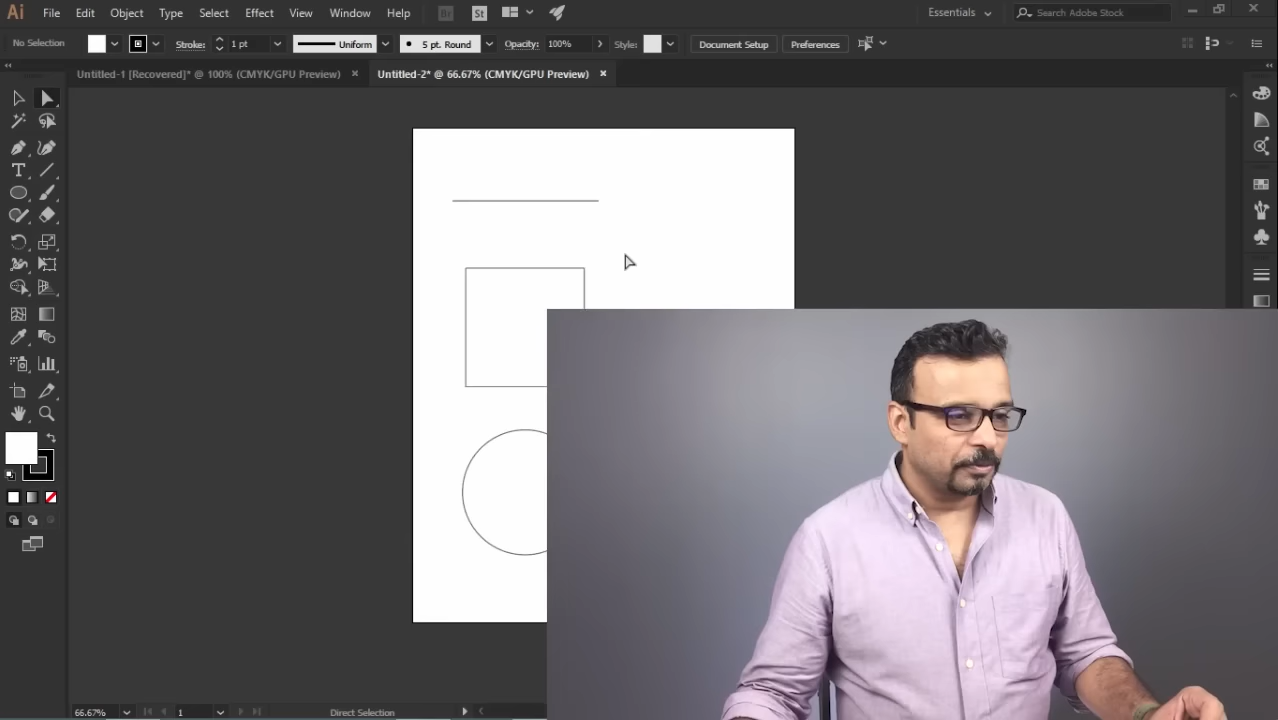 Ai File Edit Object Type Select Effect View Window Help Br St Essentials Search Adobe Stock
No Selection Stroke: 1 pt Uniform 5 pt. Round Opacity: 100% Style: Document Setup Preferences
Untitled-1 [Recovered]* @ 100% (CMYK/GPU Preview) × Untitled-2* @ 66.67% (CMYK/GPU Preview) ×
66.67% 1 Direct Selection